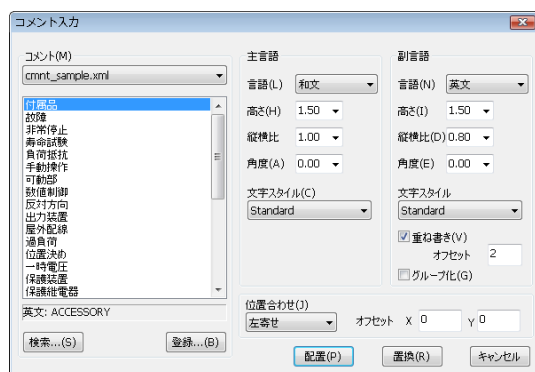 コメント入力
コメント(M)
cmnt_sample.xml
付属品
故障
非常停止
寿命試験
負荷抵抗
手動操作
可動部
数値制御
反対方向
出力装置
屋外配線
過負荷
位置決め
一時電圧
保護装置
保護継電器
英文: ACCESSORY
検索...(S)
登録...(B)
主言語
言語(L) 和文
高さ(H) 1.50
縦横比 1.00
角度(A) 0.00
文字スタイル(C)
Standard
副言語
言語(N) 英文
高さ(I) 1.50
縦横比(D) 0.80
角度(E) 0.00
文字スタイル
Standard
重ね書き(V)
オフセット 2
グループ化(G)
位置合わせ(J)
左寄せ オフセット X 0 Y 0
配置(P) 置換(R) キャンセル